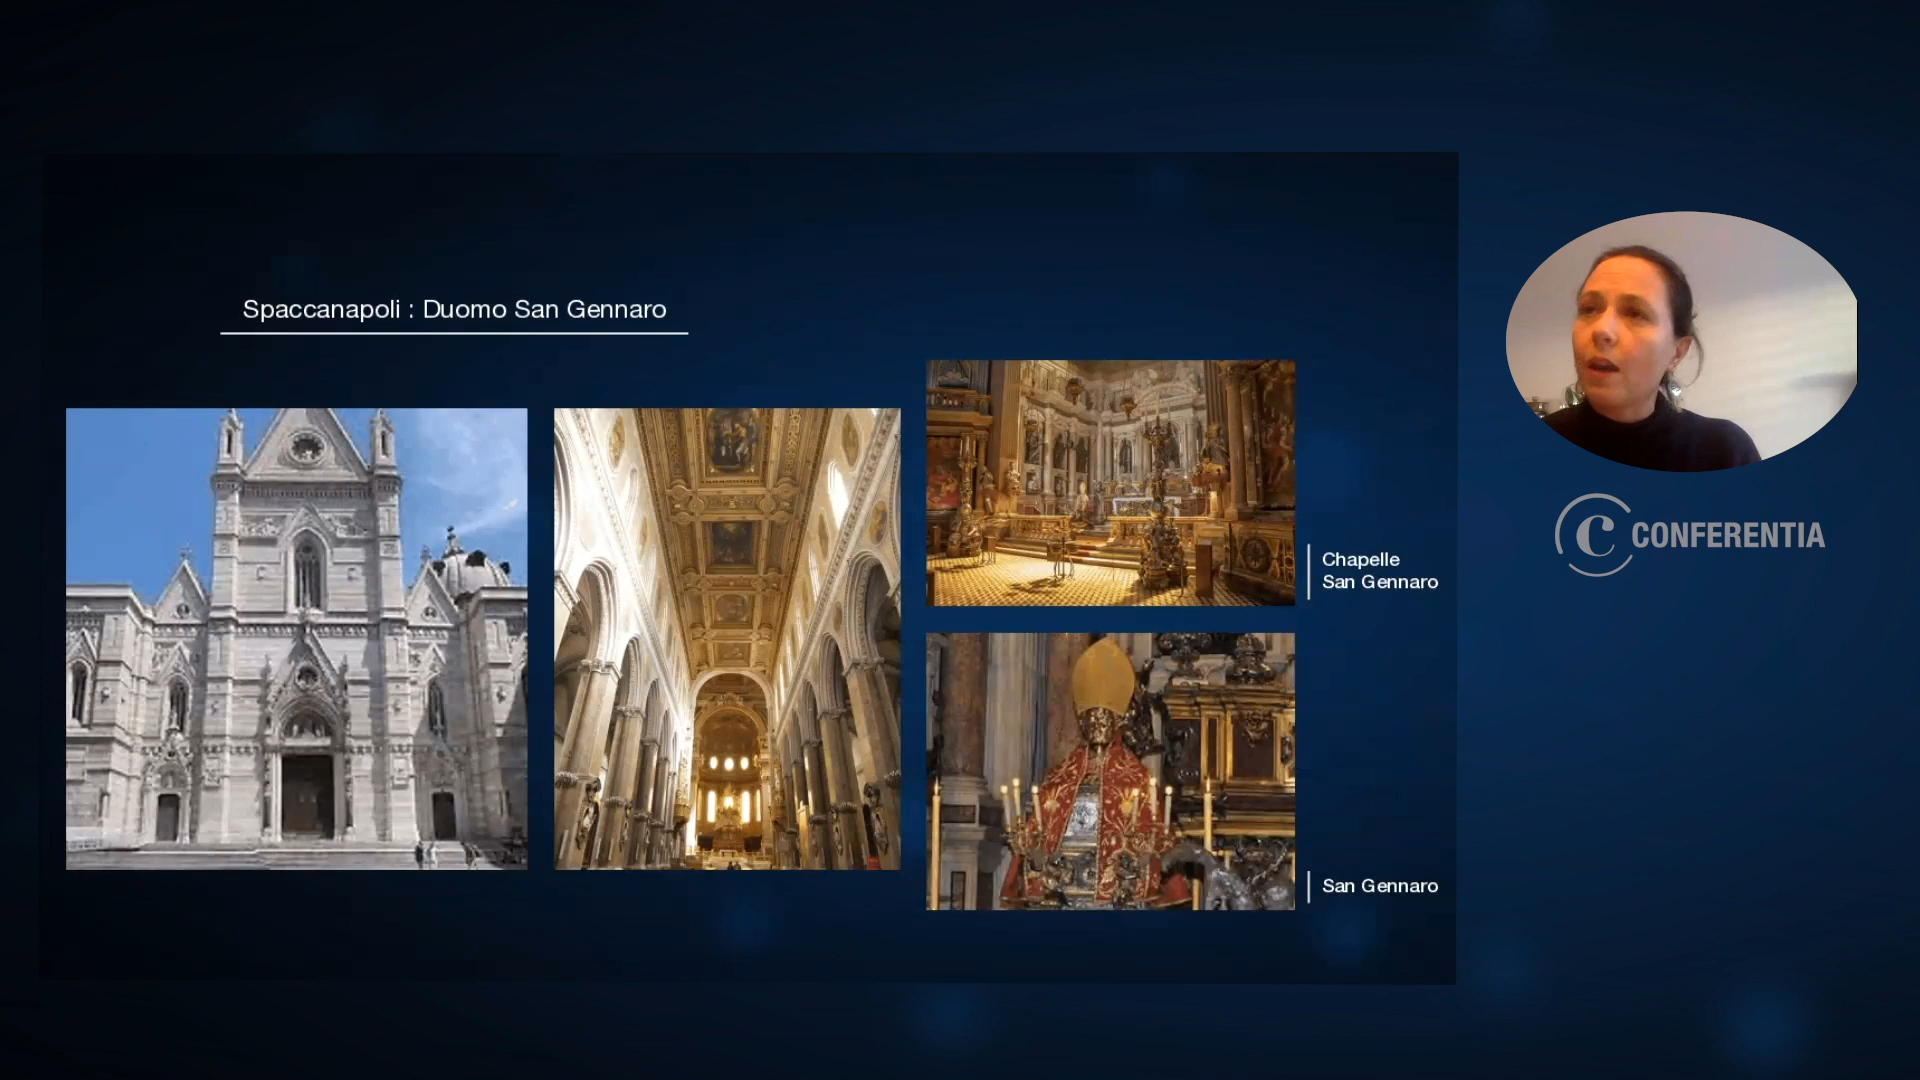 Spaccanapoli : Duomo San Gennaro
Chapelle
San Gennaro
San Gennaro
C CONFERENTIA